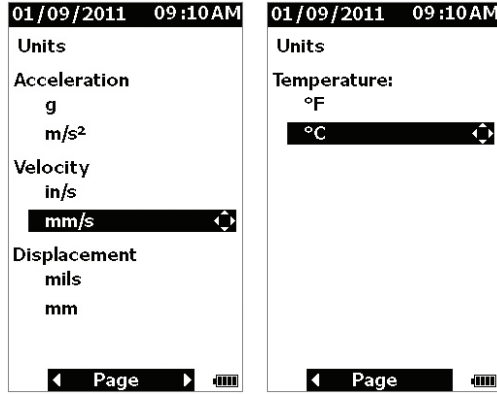 01/09/2011 09:10AM
Units
Acceleration
g
m/s²
Velocity
in/s
mm/s
Displacement
mils
mm
Page
01/09/2011 09:10AM
Units
Temperature:
°F
°C
Page